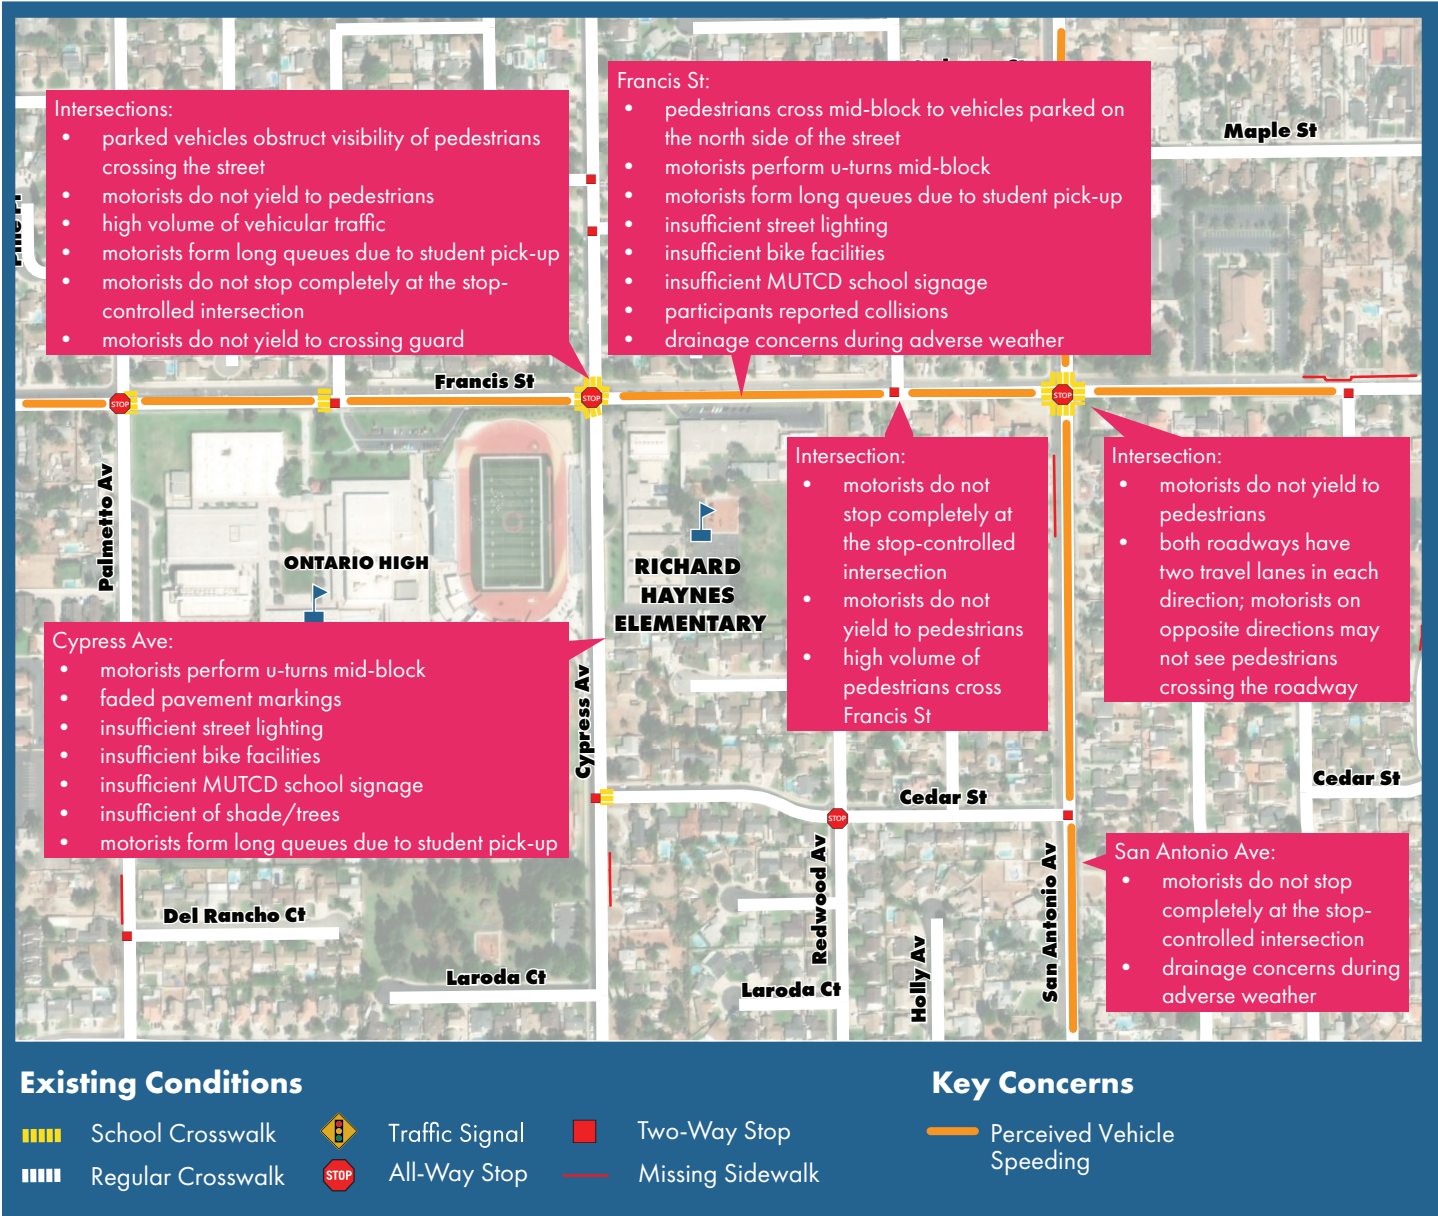 Intersections:
• parked vehicles obstruct visibility of pedestrians
crossing the street
• motorists do not yield to pedestrians
• high volume of vehicular traffic
• motorists form long queues due to student pick-up
• motorists do not stop completely at the stop-
controlled intersection
• motorists do not yield to crossing guard
Francis St:
• pedestrians cross mid-block to vehicles parked on
the north side of the street
• motorists perform u-turns mid-block
• motorists form long queues due to student pick-up
• insufficient street lighting
• insufficient bike facilities
• insufficient MUTCD school signage
• participants reported collisions
• drainage concerns during adverse weather
Maple St
Francis St
STOP
STOP
STOP
Palmetto Av
ONTARIO HIGH
RICHARD
HAYNES
ELEMENTARY
Intersection:
• motorists do not
stop completely at
the stop-controlled
intersection
• motorists do not
yield to pedestrians
• high volume of
pedestrians cross
Francis St
Intersection:
• motorists do not yield to
pedestrians
• both roadways have
two travel lanes in each
direction; motorists on
opposite directions may
not see pedestrians
crossing the roadway
Cypress Ave:
• motorists perform u-turns mid-block
• faded pavement markings
• insufficient street lighting
• insufficient bike facilities
• insufficient MUTCD school signage
• insufficient of shade/trees
• motorists form long queues due to student pick-up
Cypress Av
Cedar St
Cedar St
STOP
Redwood Av
San Antonio Av
San Antonio Ave:
• motorists do not stop
completely at the stop-
controlled intersection
• drainage concerns during
adverse weather
Del Rancho Ct
Laroda Ct
Laroda Ct
Holly Av
Existing Conditions
School Crosswalk
Traffic Signal
Two-Way Stop
Regular Crosswalk
STOP
All-Way Stop
Missing Sidewalk
Key Concerns
Perceived Vehicle
Speeding